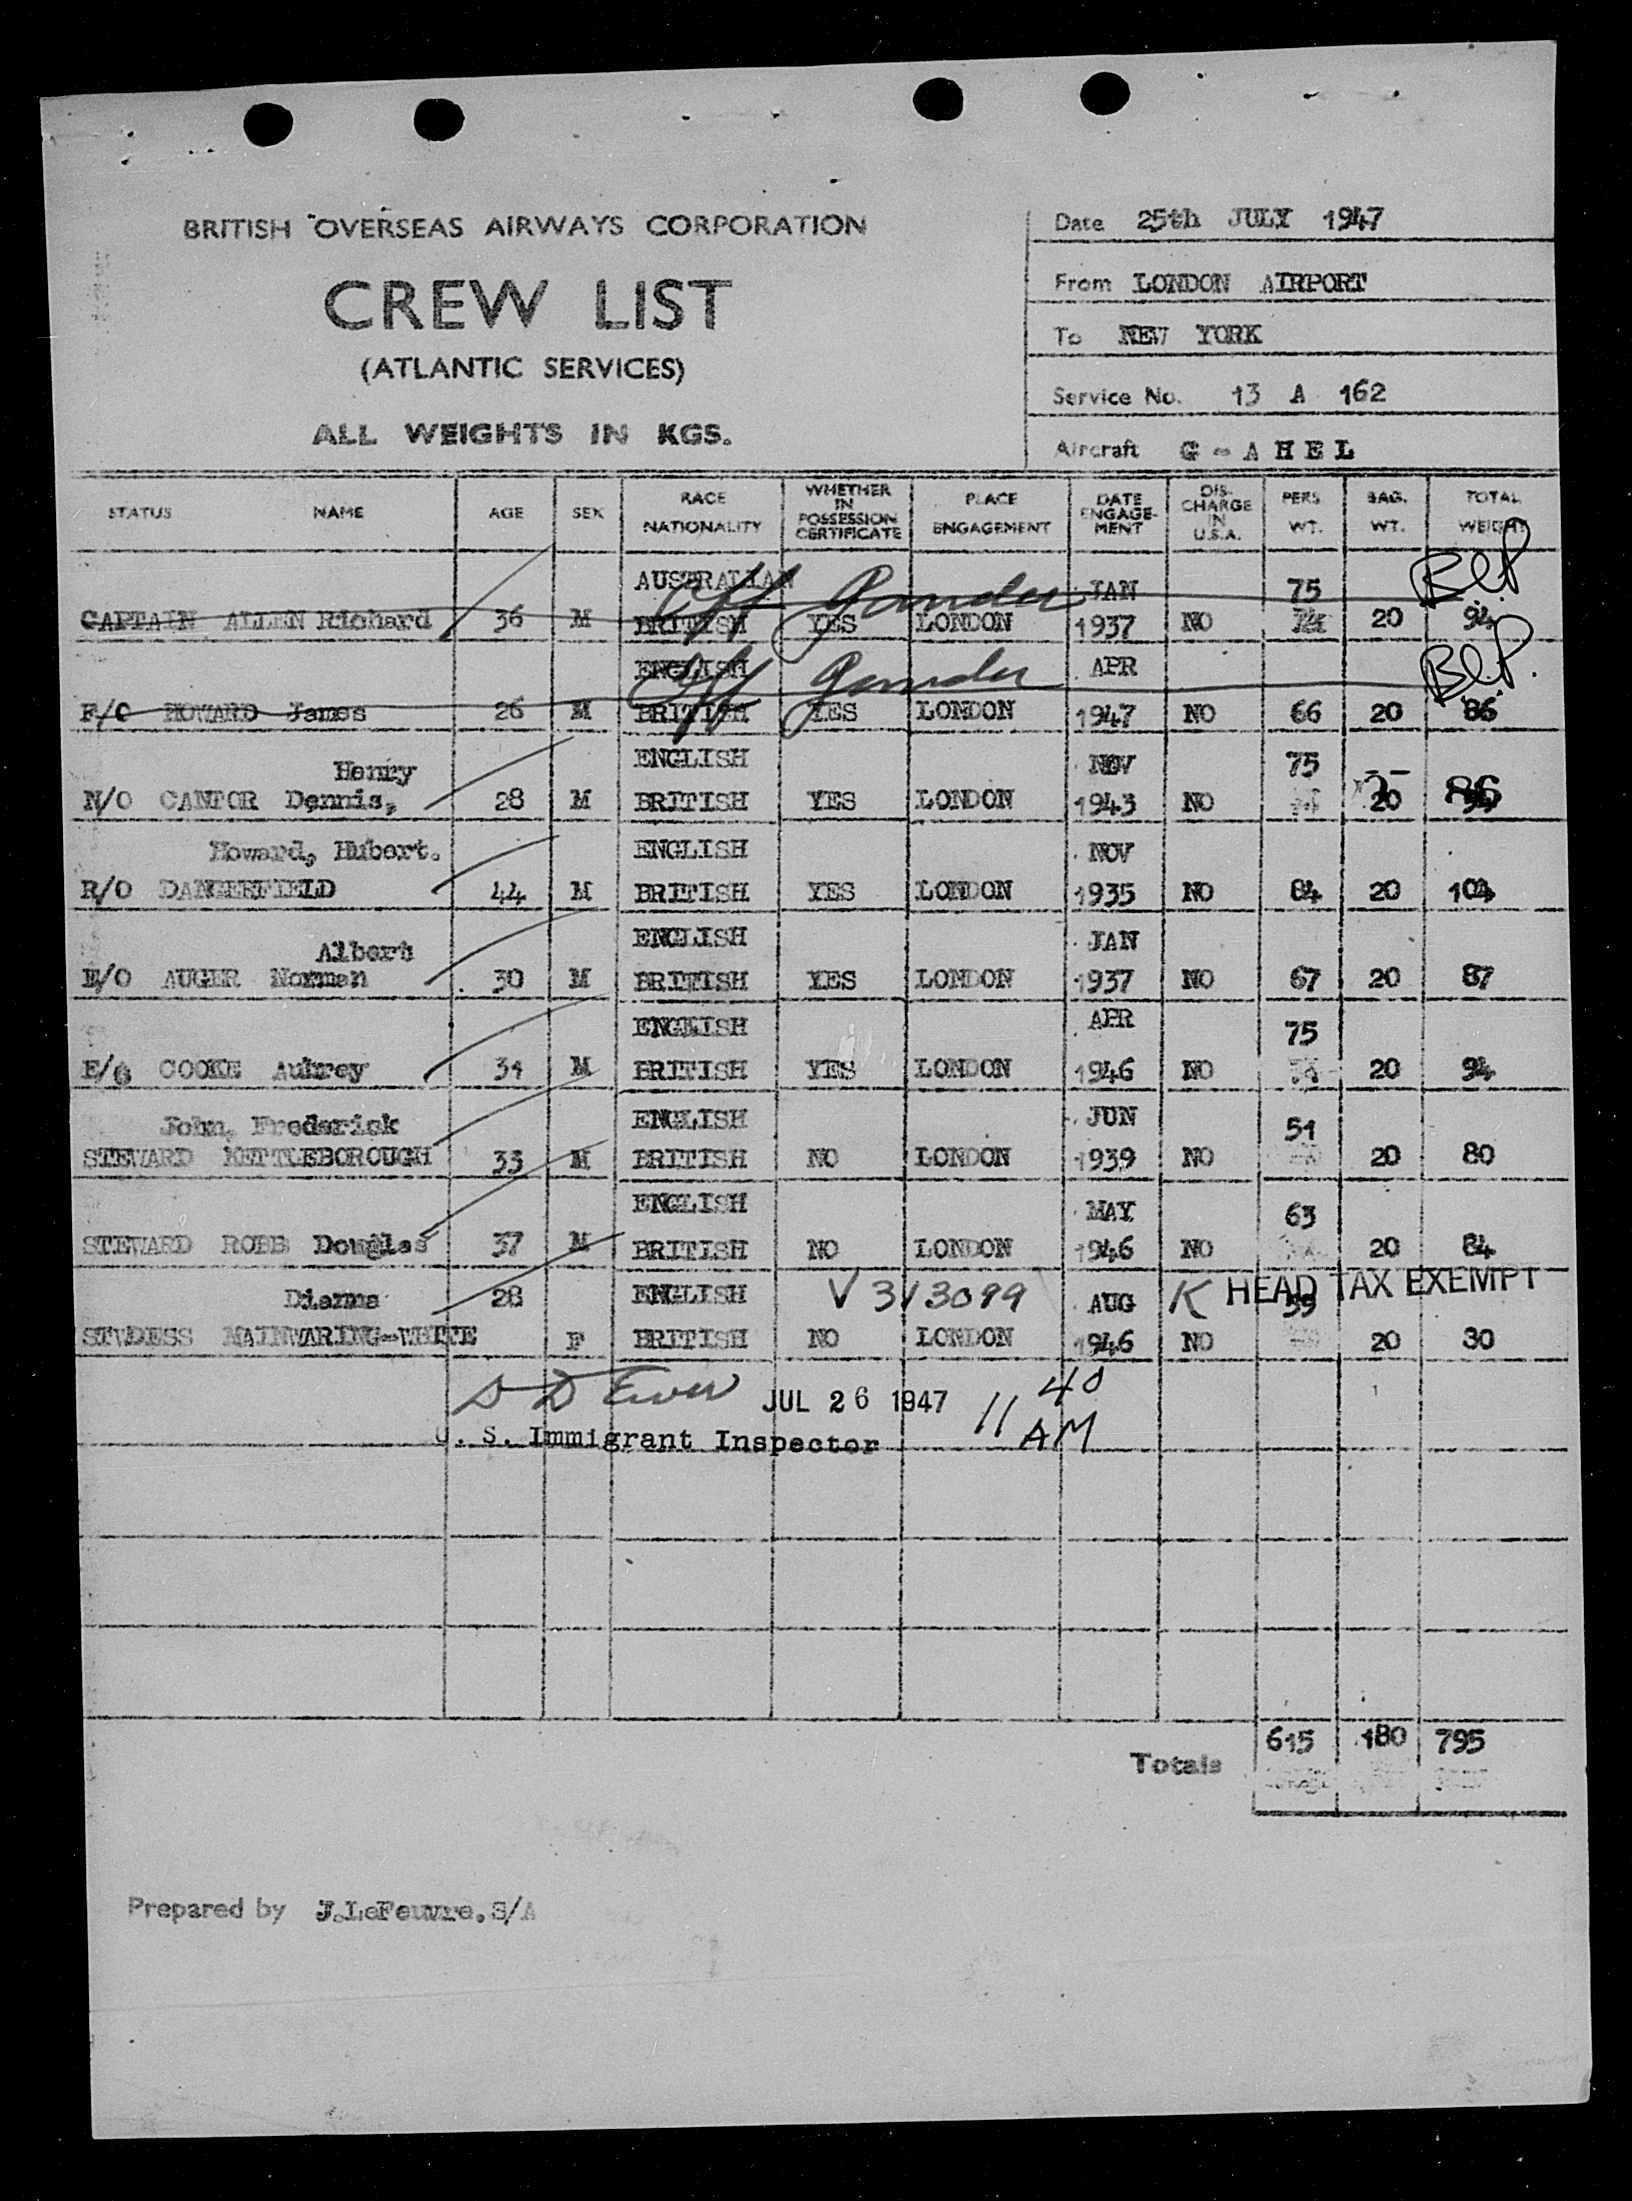 BRITISH OVERSEAS AIRWAYS CORPORATION
CREW LIST
(ATLANTIC SERVICES)
ALL WEIGHTS IN KGS.
Date 25th JULY 1947
From LONDON AIRPORT
To NEW YORK
Service No. 13 A 162
Aircraft G - A H E L
STATUS NAME AGE SEX RACE NATIONALITY WHETHER IN POSSESSION CERTIFICATE PLACE ENGAGEMENT DATE ENGAGE-MENT DIS-CHARGE IN U.S.A. PERS WT. BAG. WT. TOTAL WEIGHT
AUSTRALIAN Off Gander JAN 75
CAPTAIN ALLEN Richard 36 M BRITISH YES LONDON 1937 NO 74 20 94
ENGLISH Off Gander APR
F/O HOWARD James 26 M BRITISH YES LONDON 1947 NO 66 20 86
Henry ENGLISH NOV 75
N/O CANTOR Dennis, 28 M BRITISH YES LONDON 1943 NO 20 86
Howard, Hubert. ENGLISH NOV
R/O DANGERFIELD 44 M BRITISH YES LONDON 1935 NO 84 20 104
Albert ENGLISH JAN
E/O AUGER Norman 30 M BRITISH YES LONDON 1937 NO 67 20 87
ENGLISH APR 75
E/O COOKE Aubrey 31 M BRITISH YES LONDON 1946 NO 20 94
John, Frederick ENGLISH JUN 51
STEWARD KETTLEBOROUGH 33 M BRITISH NO LONDON 1939 NO 20 80
ENGLISH MAY 63
STEWARD ROBB Douglas 37 M BRITISH NO LONDON 1946 NO 20 84
Diarma 28 ENGLISH V 313099 AUG K HEAD TAX EXEMPT 59
STWDESS MAINWARING-WHITE F BRITISH NO LONDON 1946 NO 20 80
JUL 26 1947 11 40 AM
U. S. Immigrant Inspector
Totals 615 180 795
Prepared by J.LeFeuvre. S/A